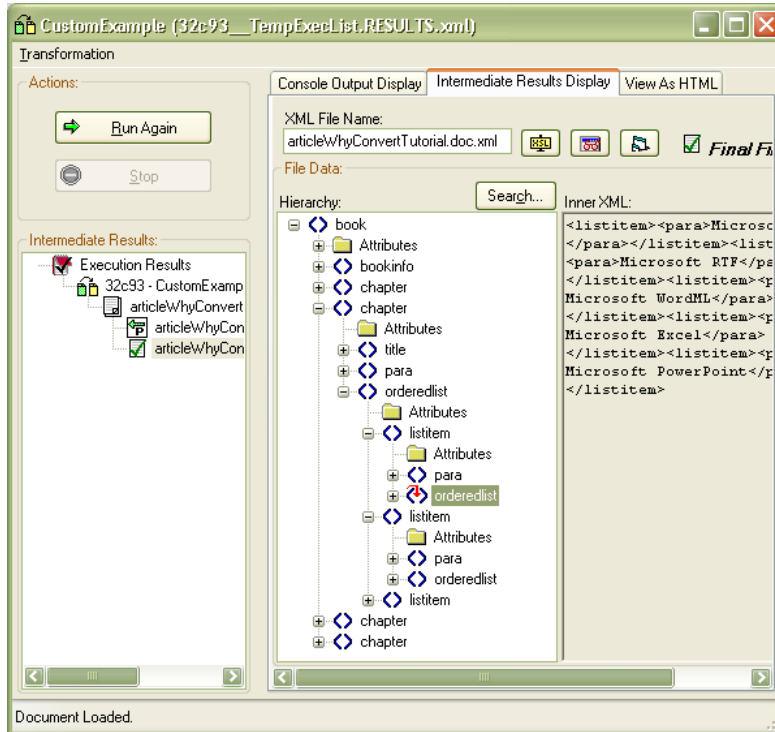 CustomExample (32c93__TempExecList.RESULTS.xml)
Transformation
Actions:
Run Again
Stop
Intermediate Results:
Execution Results
32c93 - CustomExamp
articleWhyConvert
articleWhyCon
articleWhyCon
Console Output Display
Intermediate Results Display
View As HTML
XML File Name:
articleWhyConvertTutorial.doc.xml
XSL
Final Fi
File Data:
Hierarchy:
Search...
book
Attributes
bookinfo
chapter
chapter
Attributes
title
para
orderedlist
Attributes
listitem
Attributes
para
orderedlist
listitem
Attributes
para
orderedlist
listitem
chapter
chapter
Inner XML:
<listitem><para>Microsc
</para></listitem><list
<para>Microsoft RTF</pa
</listitem><listitem><p
Microsoft WordML</para>
</listitem><listitem><p
Microsoft Excel</para>
</listitem><listitem><p
Microsoft PowerPoint</p
</listitem>
Document Loaded.